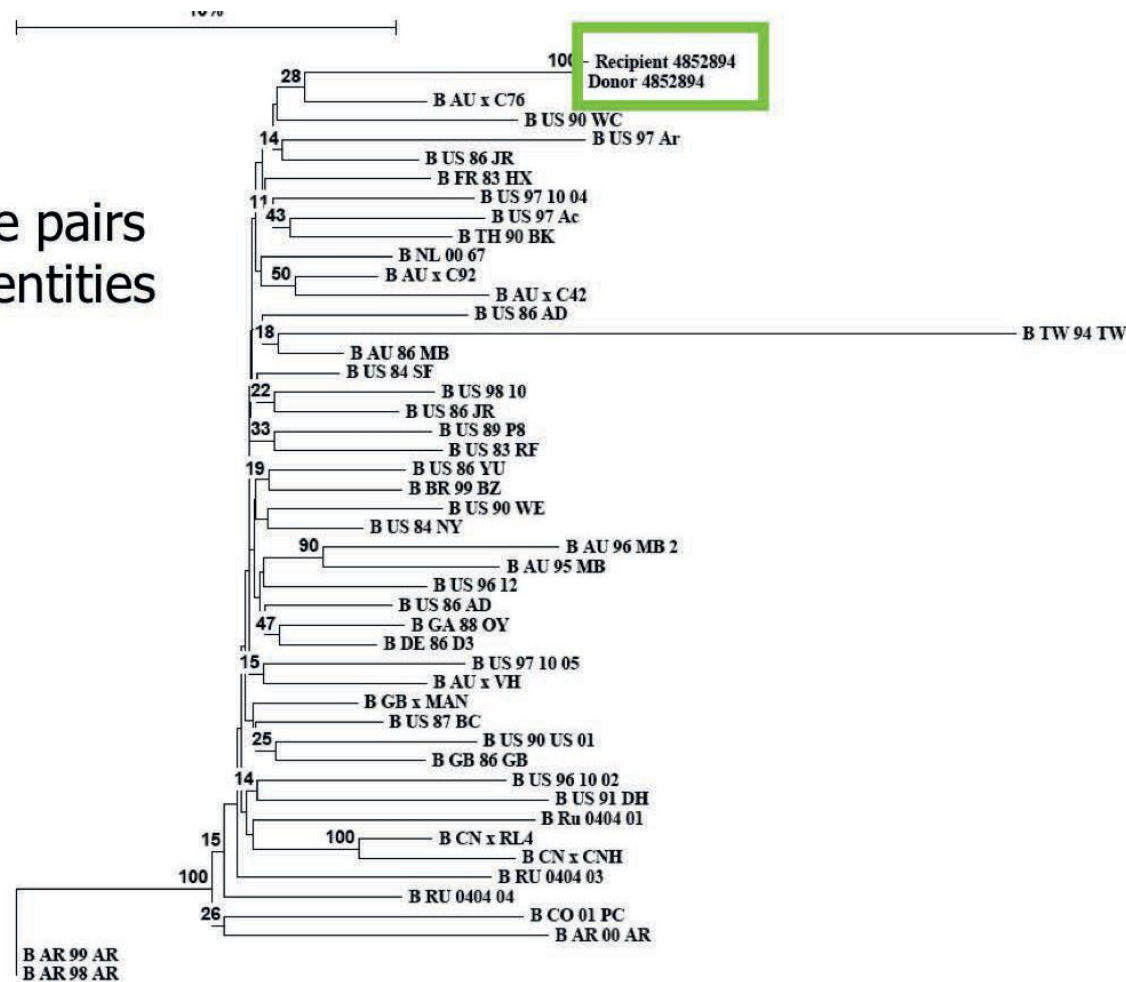 100 Recipient 4852894
Donor 4852894
28
B AU x C76
B US 90 WC
14 B US 97 Ar
B US 86 JR
B FR 83 HX
11 B US 97 10 04
e pairs
43 B US 97 Ac
B TH 90 BK
B NL 00 67
entities
50 B AU x C92
B AU x C42
B US 86 AD
18 B TW 94 TW
B AU 86 MB
B US 84 SF
22 B US 98 10
B US 86 JR
33 B US 89 P8
B US 83 RF
19 B US 86 YU
B BR 99 BZ
B US 90 WE
B US 84 NY
90 B AU 96 MB 2
B AU 95 MB
B US 96 12
B US 86 AD
47 B GA 88 OY
B DE 86 D3
15 B US 97 10 05
B AU x VH
B GB x MAN
B US 87 BC
25 B US 90 US 01
B GB 86 GB
14 B US 96 10 02
B US 91 DH
B Ru 0404 01
15 100 B CN x RL4
B CN x CNH
100 B RU 0404 03
B RU 0404 04
26 B CO 01 PC
B AR 00 AR
B AR 99 AR
B AR 98 AR